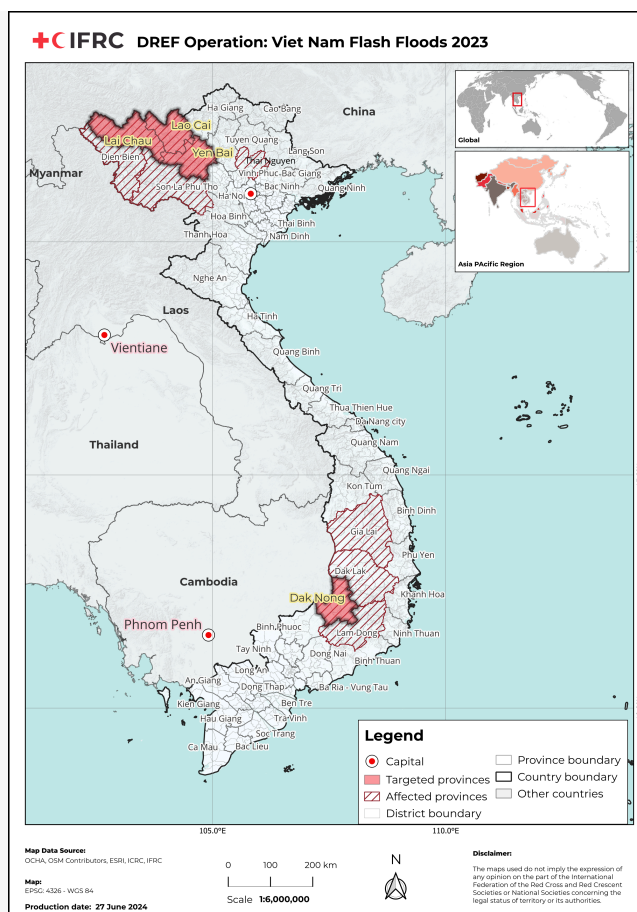 IFRC DREF Operation: Viet Nam Flash Floods 2023
Global
Asia PAcific Region
China
Ha Giang
Cao Bang
Lao Cai
Lai Chau
Tuyen Quang
Lang Son
Yen Bai
Dien Bien
Thai Nguyen
Myanmar
Vinh Phuc Bac Giang
Son La Phu Tho
Bac Ninh
Quang Ninh
Ha Noi
Hoa Binh
Thai Binh
Thanh Hoa
Nam Dinh
Nghe An
Laos
Ha Tinh
Vientiane
Quang Binh
Quang Tri
Thua Thien Hue
Da Nang city
Thailand
Quang Nam
Quang Ngai
Kon Tum
Binh Dinh
Gia Lai
Phu Yen
Dak Lak
Cambodia
Dak Nong
Khanh Hoa
Phnom Penh
Binh Phuoc
Lam Dong
Ninh Thuan
Tay Ninh
Dong Nai
Binh Thuan
Long An
An Giang
Dong Thap
Ba Ria - Vung Tau
Kien Giang
Ben Tre
Hau Giang
Tra Vinh
Soc Trang
Ca Mau
Bac Lieu
Legend
Capital
Targeted provinces
Affected provinces
District boundary
Province boundary
Country boundary
Other countries
105.0°E
110.0°E
Map Data Source:
OCHA, OSM Contributors, ESRI, ICRC, IFRC
Map:
EPSG: 4326 - WGS 84
Production date: 27 June 2024
0 100 200 km
Scale 1:6,000,000
N
Disclaimer:
The maps used do not imply the expression of
any opinion on the part of the International
Federation of the Red Cross and Red Crescent
Societies or National Societies concerning the
legal status of territory or its authorities.